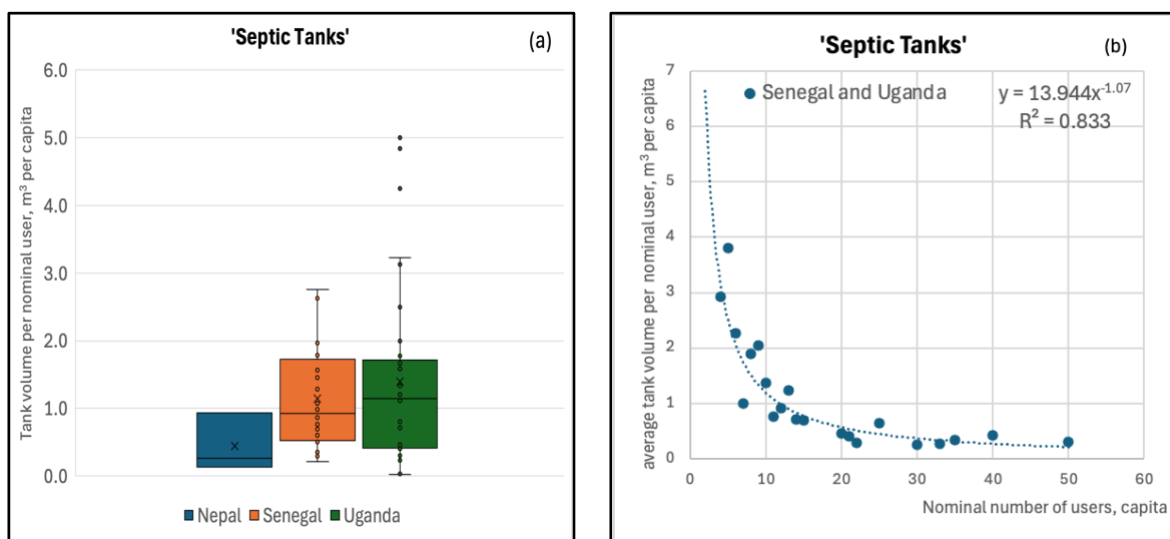 'Septic Tanks'
(a)
Tank volume per nominal user, m³ per capita
6.0
5.0
4.0
3.0
2.0
1.0
0.0
Nepal Senegal Uganda
'Septic Tanks'
(b)
average tank volume per nominal user, m³ per capita
7
6
5
4
3
2
1
0
Senegal and Uganda
y = 13.944x⁻¹·⁰⁷
R² = 0.833
0 10 20 30 40 50 60
Nominal number of users, capita